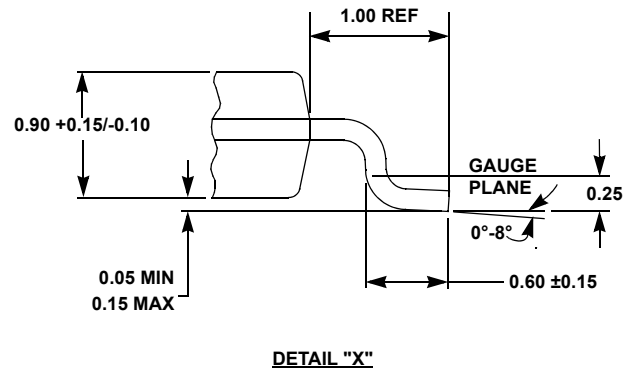 1.00 REF
0.90 +0.15/-0.10
GAUGE
PLANE
0.25
0°-8°
0.05 MIN
0.15 MAX
0.60 ±0.15
DETAIL "X"